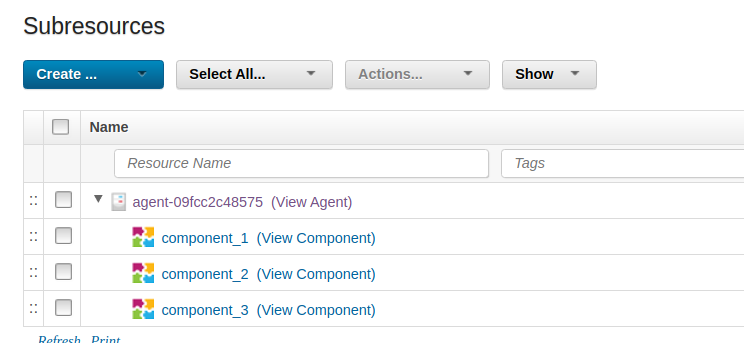 Subresources
Create ... Select All... Actions... Show
Name
Resource Name Tags
:: agent-09fcc2c48575 (View Agent)
:: component_1 (View Component)
:: component_2 (View Component)
:: component_3 (View Component)
Refresh Print